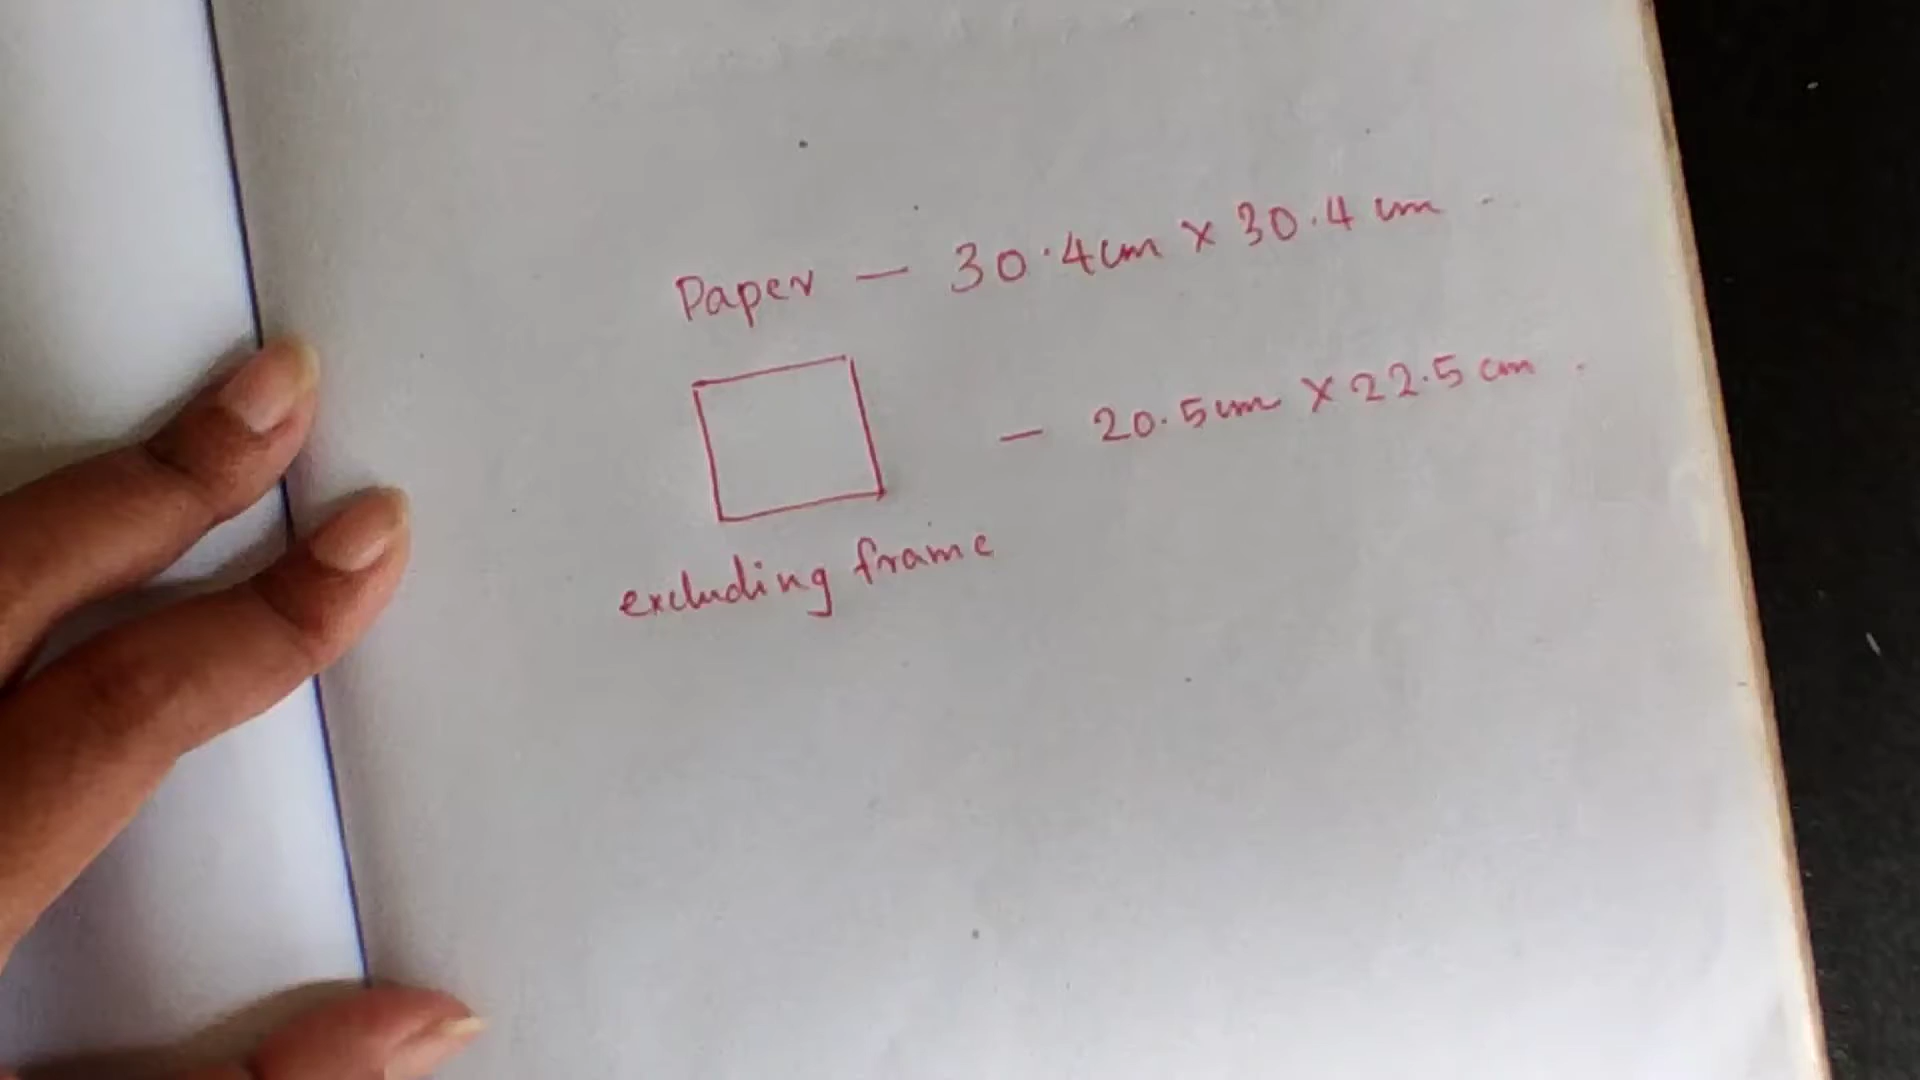 Paper — 30.4cm x 30.4 cm
— 20.5cm x 22.5 cm
excluding frame